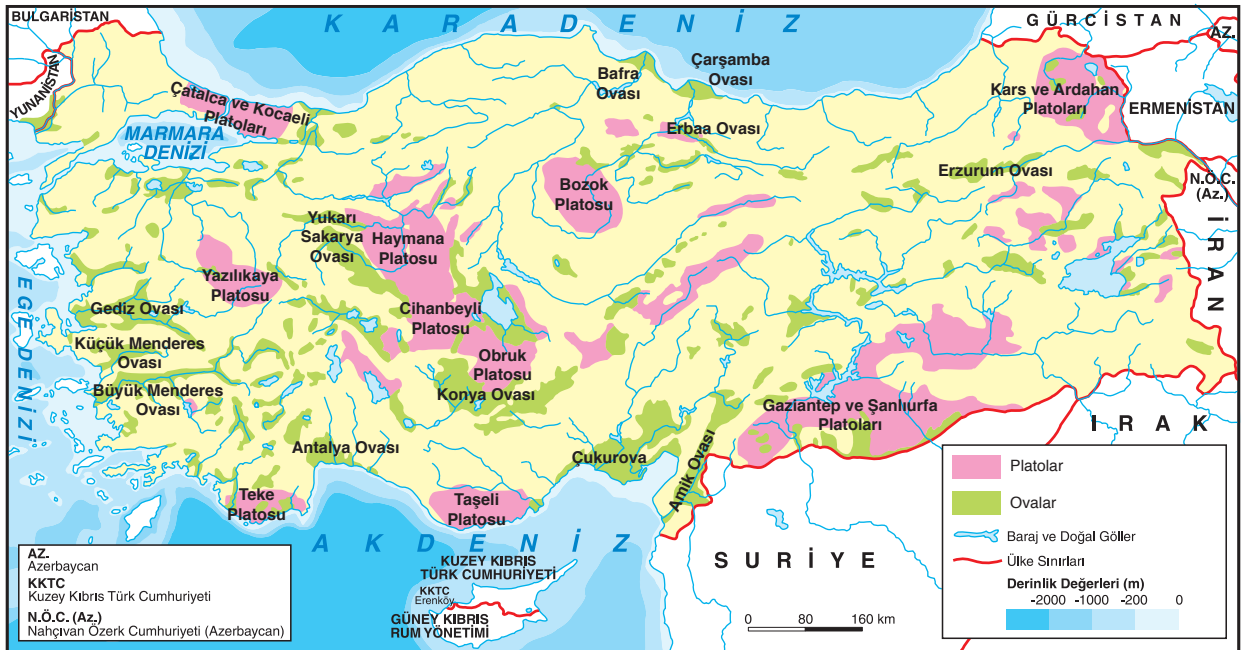 BULGARİSTAN
K A R A D E N İ Z
GÜRCİSTAN
AZ.
YUNANİSTAN
Çatalca ve Kocaeli
Platoları
MARMARA
DENİZİ
Bafra
Ovası
Çarşamba
Ovası
Erbaa Ovası
Kars ve Ardahan
Platoları
ERMENİSTAN
Erzurum Ovası
N.Ö.C.
(Az.)
İ R A N
Bozok
Platosu
Yukarı
Sakarya
Ovası
Haymana
Platosu
Yazılıkaya
Platosu
EGE DENİZİ
Gediz Ovası
Cihanbeyli
Platosu
Küçük Menderes
Ovası
Obruk
Platosu
Büyük Menderes
Ovası
Konya Ovası
Gaziantep ve Şanlıurfa
Platoları
I R A K
Antalya Ovası
Çukurova
Amik Ovası
Teke
Platosu
Taşeli
Platosu
A K D E N İ Z
S U R İ Y E
KUZEY KIBRIS
TÜRK CUMHURİYETİ
KKTC
Erenköy
GÜNEY KIBRIS
RUM YÖNETİMİ
AZ.
Azerbaycan
KKTC
Kuzey Kıbrıs Türk Cumhuriyeti
N.Ö.C. (Az.)
Nahçıvan Özerk Cumhuriyeti (Azerbaycan)
0 80 160 km
Platolar
Ovalar
Baraj ve Doğal Göller
Ülke Sınırları
Derinlik Değerleri (m)
-2000 -1000 -200 0